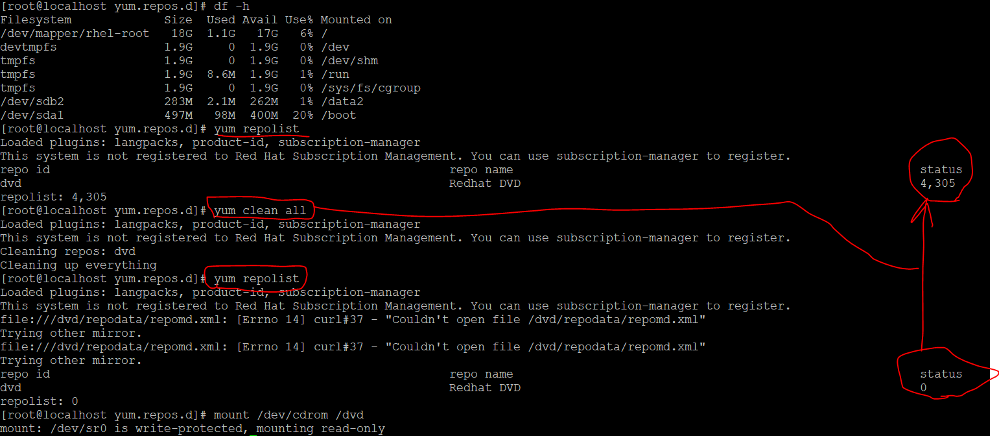 [root@localhost yum.repos.d]# df -h
Filesystem             Size  Used Avail Use% Mounted on
/dev/mapper/rhel-root   18G  1.1G   17G   6% /
devtmpfs               1.9G     0  1.9G   0% /dev
tmpfs                  1.9G     0  1.9G   0% /dev/shm
tmpfs                  1.9G  8.6M  1.9G   1% /run
tmpfs                  1.9G     0  1.9G   0% /sys/fs/cgroup
/dev/sdb2              283M  2.1M  262M   1% /data2
/dev/sda1              497M   98M  400M  20% /boot
[root@localhost yum.repos.d]# yum repolist
Loaded plugins: langpacks, product-id, subscription-manager
This system is not registered to Red Hat Subscription Management. You can use subscription-manager to register.
repo id                                                        repo name                                                         status
dvd                                                            Redhat DVD                                                        4,305
repolist: 4,305
[root@localhost yum.repos.d]# yum clean all
Loaded plugins: langpacks, product-id, subscription-manager
This system is not registered to Red Hat Subscription Management. You can use subscription-manager to register.
Cleaning repos: dvd
Cleaning up everything
[root@localhost yum.repos.d]# yum repolist
Loaded plugins: langpacks, product-id, subscription-manager
This system is not registered to Red Hat Subscription Management. You can use subscription-manager to register.
file:///dvd/repodata/repomd.xml: [Errno 14] curl#37 - "Couldn't open file /dvd/repodata/repomd.xml"
Trying other mirror.
file:///dvd/repodata/repomd.xml: [Errno 14] curl#37 - "Couldn't open file /dvd/repodata/repomd.xml"
Trying other mirror.
repo id                                                        repo name                                                         status
dvd                                                            Redhat DVD                                                        0
repolist: 0
[root@localhost yum.repos.d]# mount /dev/cdrom /dvd
mount: /dev/sr0 is write-protected, mounting read-only